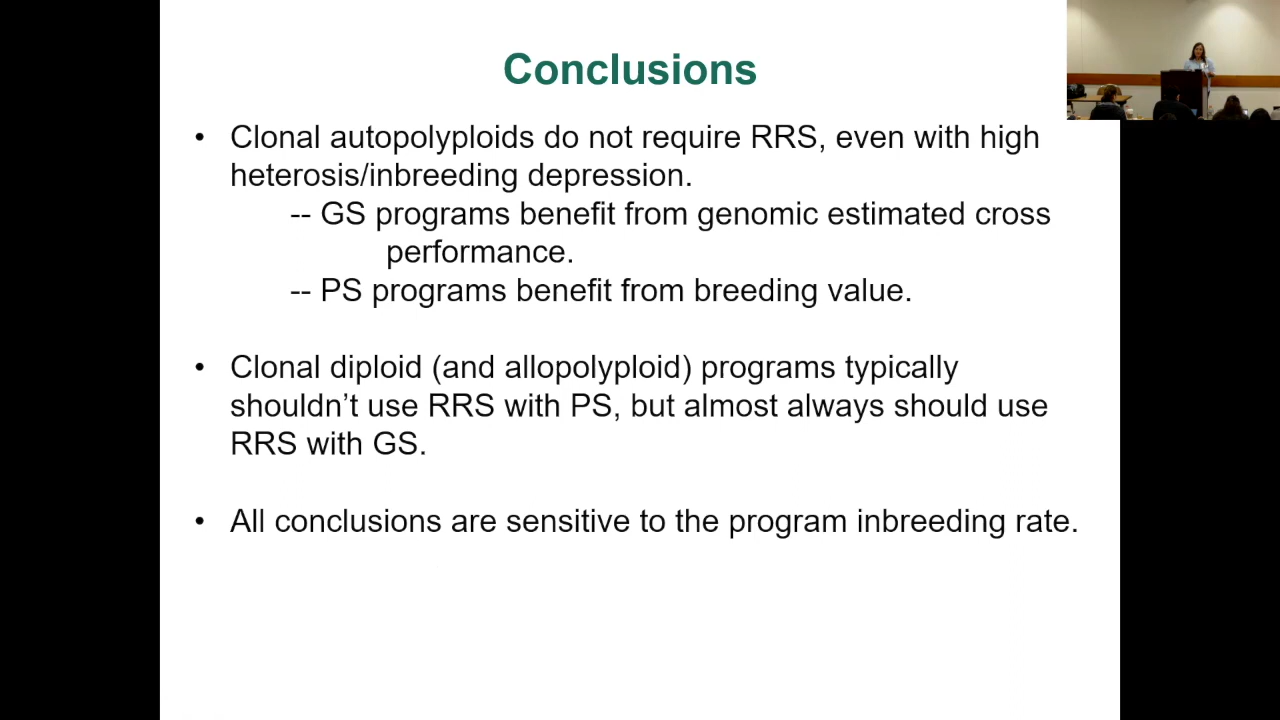 Conclusions
• Clonal autopolyploids do not require RRS, even with high
heterosis/inbreeding depression.
-- GS programs benefit from genomic estimated cross
performance.
-- PS programs benefit from breeding value.
• Clonal diploid (and allopolyploid) programs typically
shouldn’t use RRS with PS, but almost always should use
RRS with GS.
• All conclusions are sensitive to the program inbreeding rate.